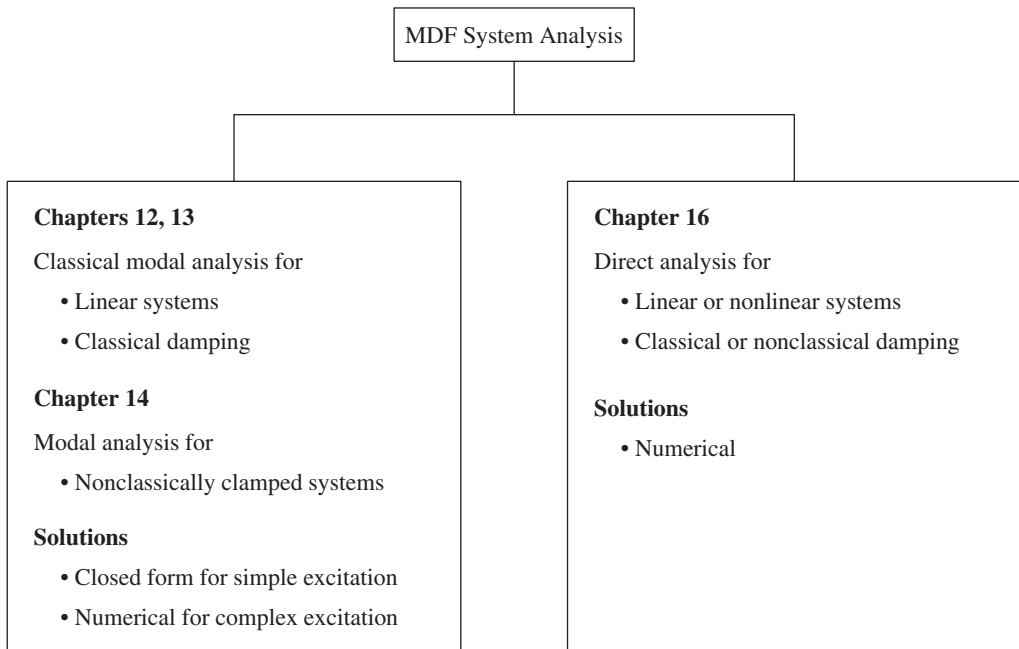 MDF System Analysis
Chapters 12, 13
Classical modal analysis for
• Linear systems
• Classical damping
Chapter 14
Modal analysis for
• Nonclassically clamped systems
Solutions
• Closed form for simple excitation
• Numerical for complex excitation
Chapter 16
Direct analysis for
• Linear or nonlinear systems
• Classical or nonclassical damping
Solutions
• Numerical